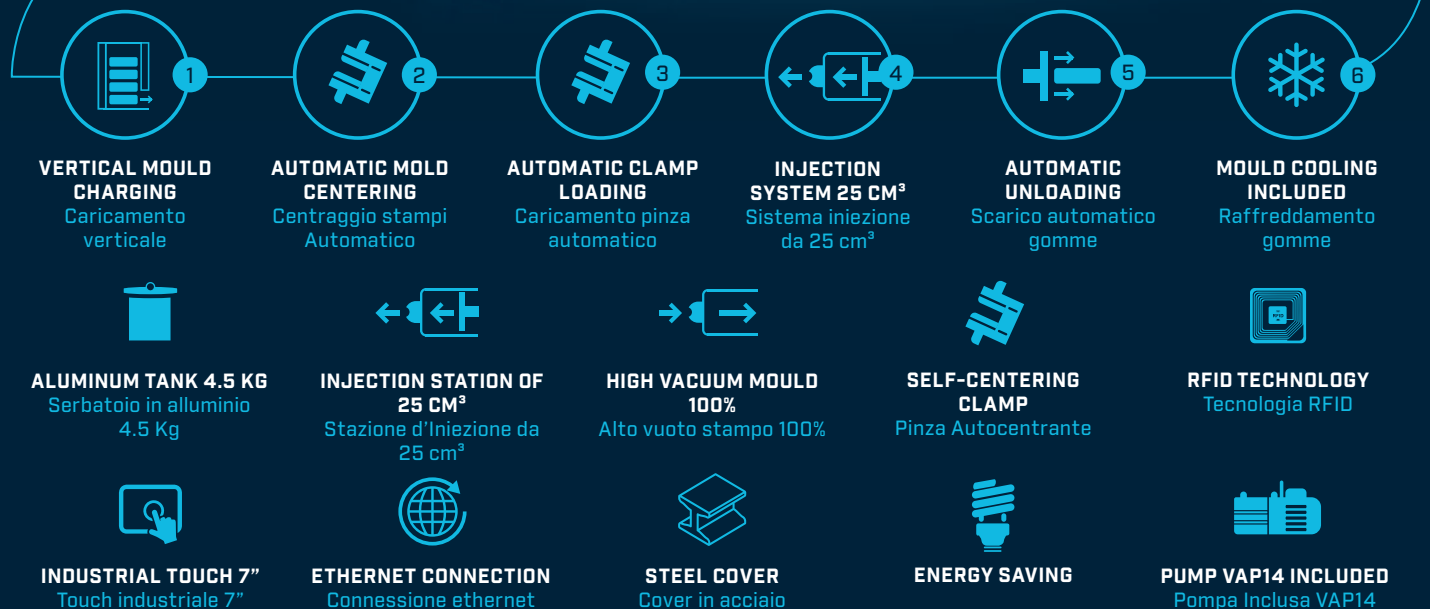 1
2
3
4
5
6
VERTICAL MOULD
CHARGING
Caricamento
verticale
AUTOMATIC MOLD
CENTERING
Centraggio stampi
Automatico
AUTOMATIC CLAMP
LOADING
Caricamento pinza
automatico
INJECTION
SYSTEM 25 CM³
Sistema iniezione
da 25 cm³
AUTOMATIC
UNLOADING
Scarico automatico
gomme
MOULD COOLING
INCLUDED
Raffreddamento
gomme
RFID
ALUMINUM TANK 4.5 KG
Serbatoio in alluminio
4.5 Kg
INJECTION STATION OF
25 CM³
Stazione d'Iniezione da
25 cm³
HIGH VACUUM MOULD
100%
Alto vuoto stampo 100%
SELF-CENTERING
CLAMP
Pinza Autocentrante
RFID TECHNOLOGY
Tecnologia RFID
INDUSTRIAL TOUCH 7”
Touch industriale 7”
ETHERNET CONNECTION
Connessione ethernet
STEEL COVER
Cover in acciaio
ENERGY SAVING
PUMP VAP14 INCLUDED
Pompa Inclusa VAP14